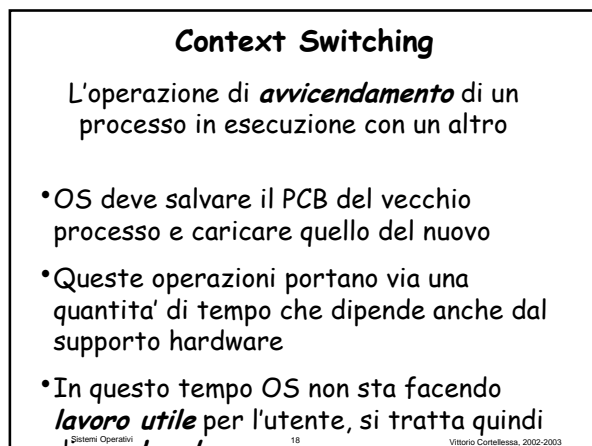 Context Switching
L'operazione di avvicendamento di un
processo in esecuzione con un altro
•OS deve salvare il PCB del vecchio
processo e caricare quello del nuovo
•Queste operazioni portano via una
quantita' di tempo che dipende anche dal
supporto hardware
•In questo tempo OS non sta facendo
lavoro utile per l'utente, si tratta quindi
Sistemi Operativi 18 Vittorio Cortellessa, 2002-2003